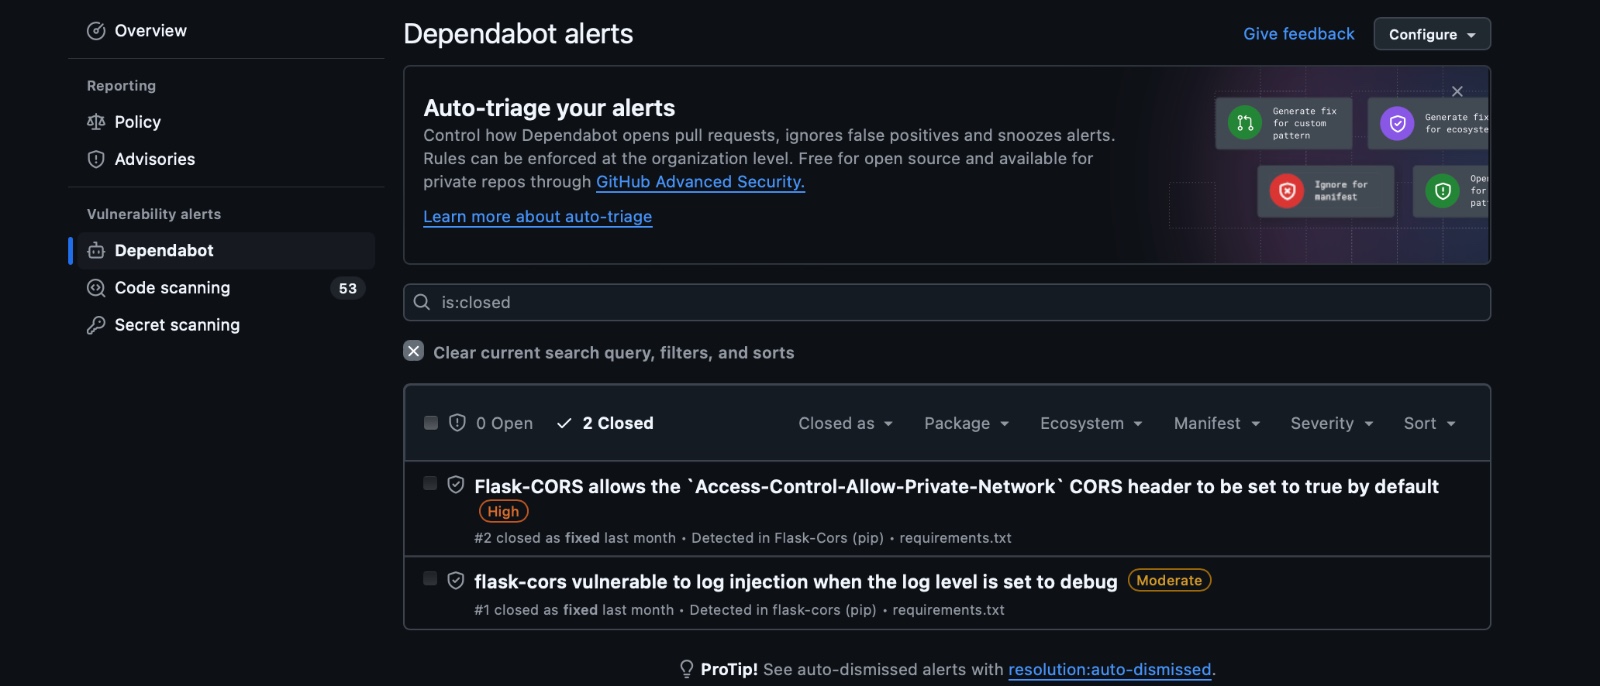 Overview
Reporting
Policy
Advisories
Vulnerability alerts
Dependabot
Code scanning 53
Secret scanning
Dependabot alerts
Give feedback
Configure
Auto-triage your alerts
Control how Dependabot opens pull requests, ignores false positives and snoozes alerts.
Rules can be enforced at the organization level. Free for open source and available for
private repos through GitHub Advanced Security.
Learn more about auto-triage
Generate fix
for custom
pattern
Generate fix
for ecosyste
Ignore for
manifest
Oper
for
pat
is:closed
Clear current search query, filters, and sorts
0 Open 2 Closed Closed as Package Ecosystem Manifest Severity Sort
Flask-CORS allows the `Access-Control-Allow-Private-Network` CORS header to be set to true by default
High
#2 closed as fixed last month • Detected in Flask-Cors (pip) • requirements.txt
flask-cors vulnerable to log injection when the log level is set to debug Moderate
#1 closed as fixed last month • Detected in flask-cors (pip) • requirements.txt
ProTip! See auto-dismissed alerts with resolution:auto-dismissed.